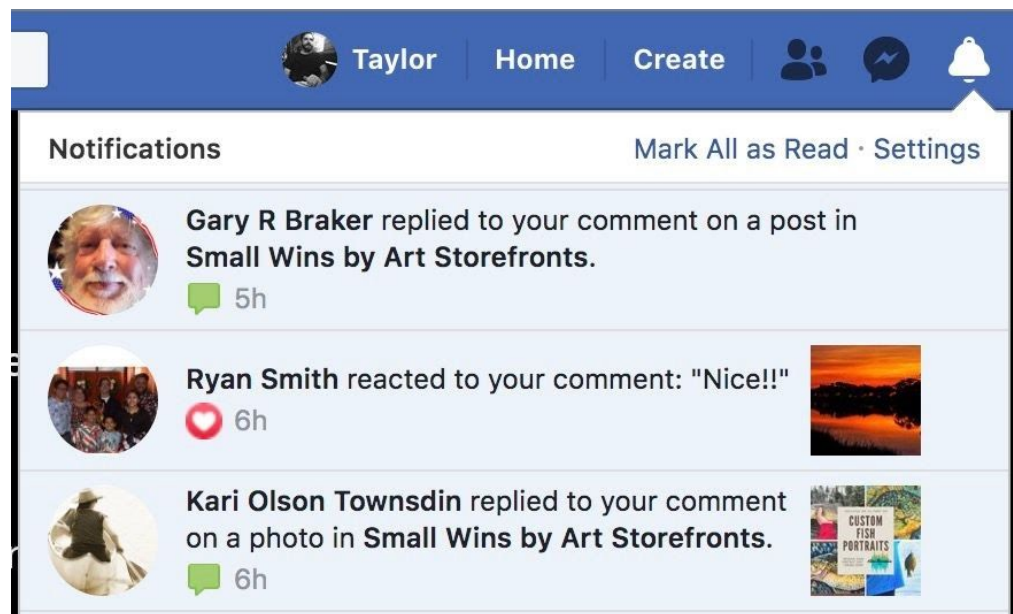 Taylor Home Create
Notifications Mark All as Read · Settings
Gary R Braker replied to your comment on a post in
Small Wins by Art Storefronts.
5h
Ryan Smith reacted to your comment: "Nice!!"
6h
Kari Olson Townsdin replied to your comment
on a photo in Small Wins by Art Storefronts.
6h
CUSTOM
FISH
PORTRAITS